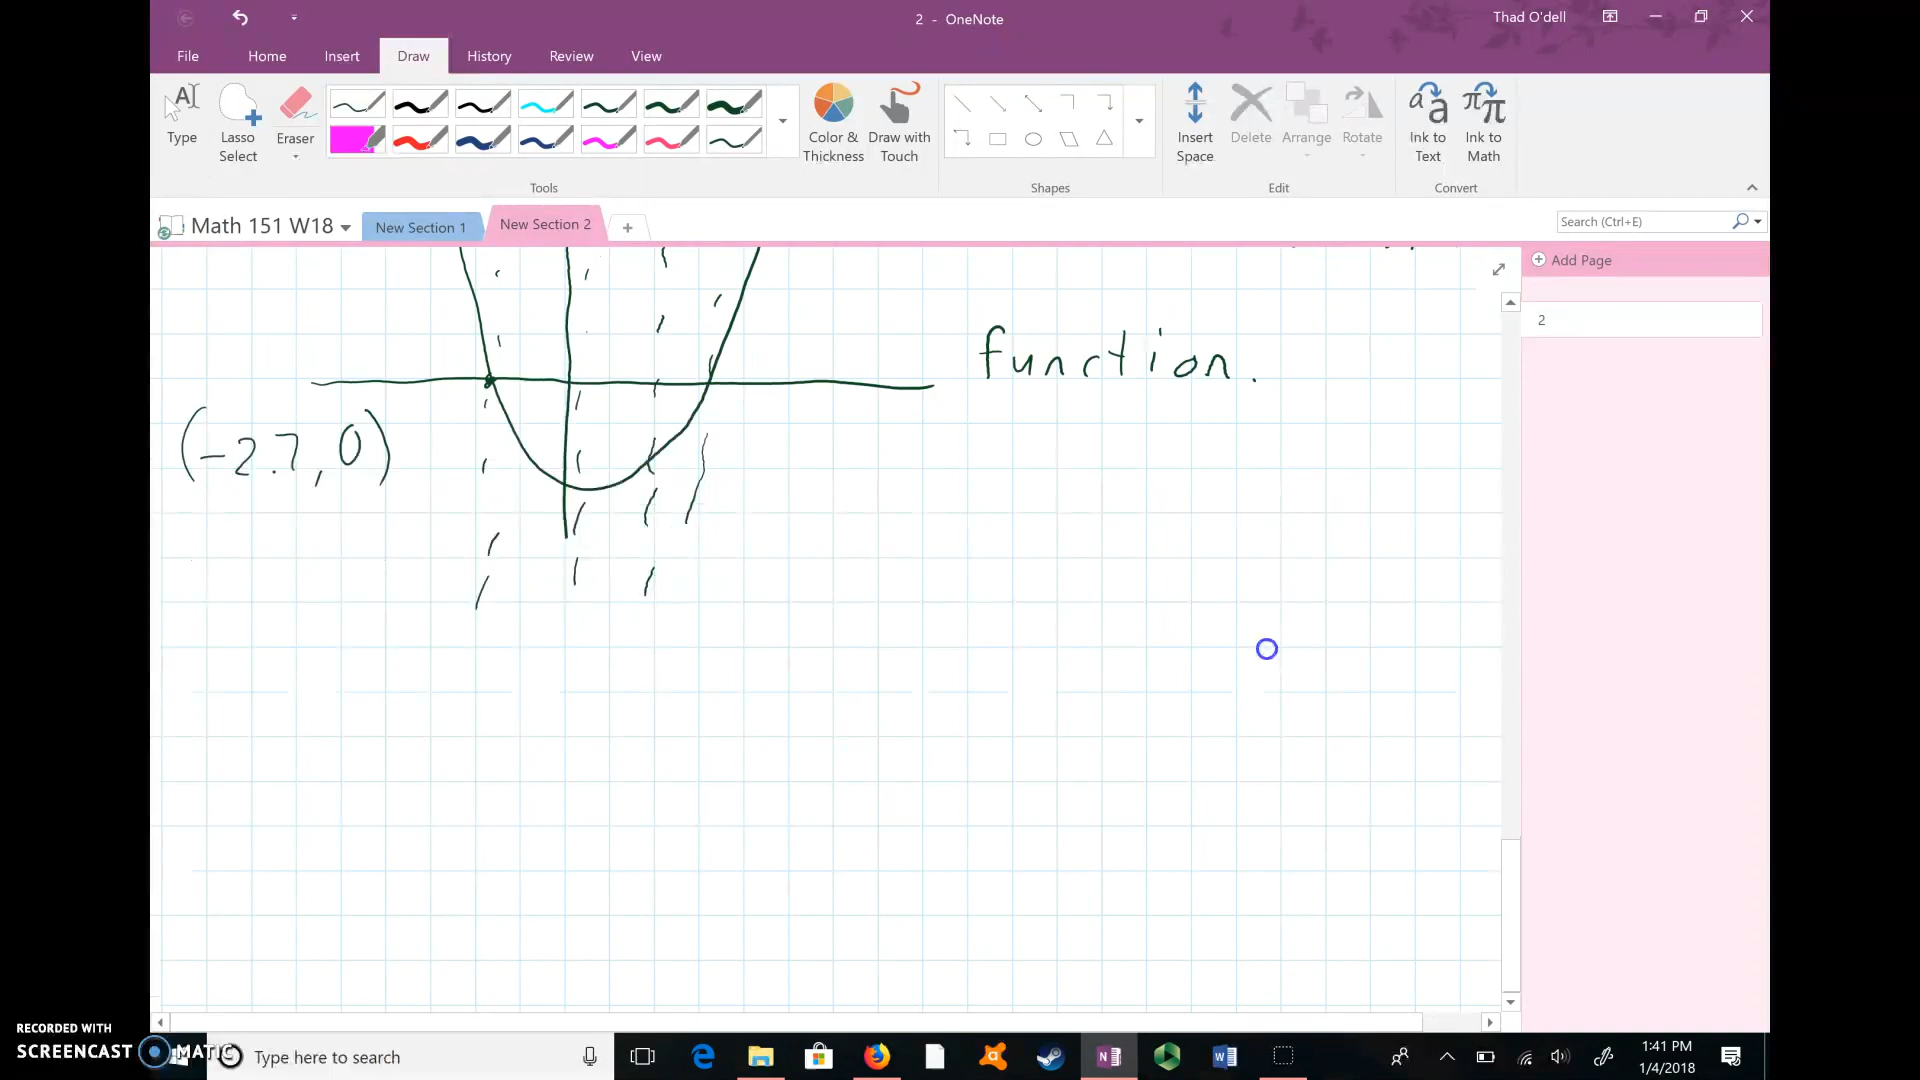 2 - OneNote
Thad O'dell
File Home Insert Draw History Review View
Type
Lasso Select
Eraser
Color & Thickness
Draw with Touch
Insert Space
Delete
Arrange
Rotate
Ink to Text
Ink to Math
Tools
Shapes
Edit
Convert
Math 151 W18
New Section 1
New Section 2
Search (Ctrl+E)
Add Page
2
function.
(-2.7, 0)
RECORDED WITH
SCREENCAST MATIC
Type here to search
1:41 PM
1/4/2018